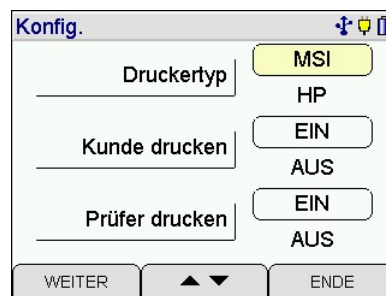 Konfig.
Druckertyp
MSI
HP
Kunde drucken
EIN
AUS
Prüfer drucken
EIN
AUS
WEITER
ENDE